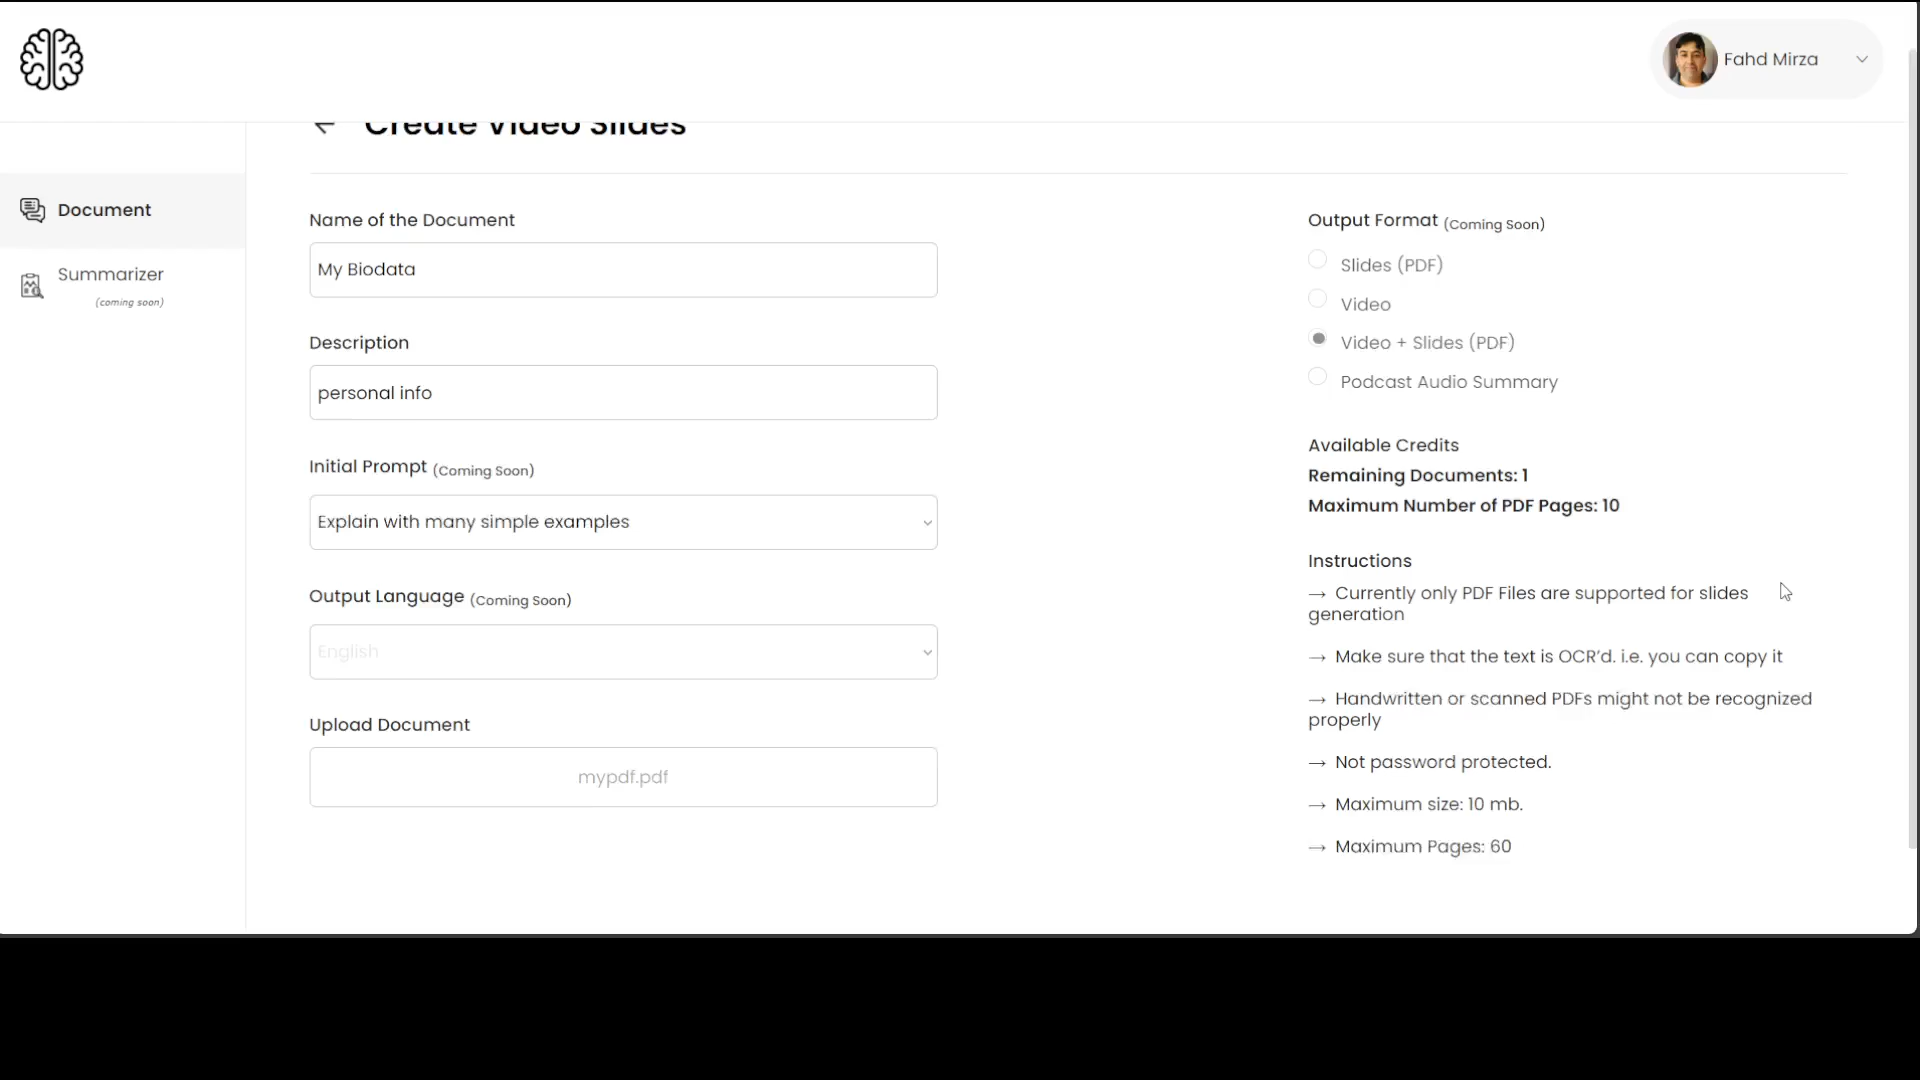 Fahd Mirza
Create Video Slides
Document
Summarizer
(coming soon)
Name of the Document
My Biodata
Description
personal info
Initial Prompt (Coming Soon)
Explain with many simple examples
Output Language (Coming Soon)
English
Upload Document
mypdf.pdf
Output Format (Coming Soon)
Slides (PDF)
Video
Video + Slides (PDF)
Podcast Audio Summary
Available Credits
Remaining Documents: 1
Maximum Number of PDF Pages: 10
Instructions
→ Currently only PDF Files are supported for slides
generation
→ Make sure that the text is OCR’d. i.e. you can copy it
→ Handwritten or scanned PDFs might not be recognized
properly
→ Not password protected.
→ Maximum size: 10 mb.
→ Maximum Pages: 60